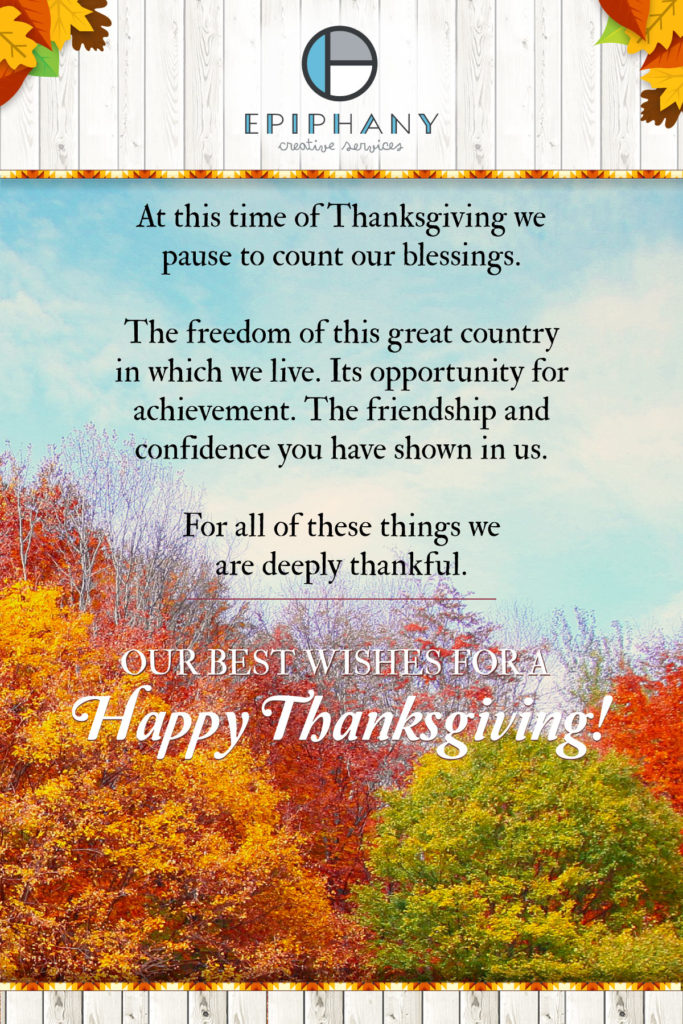 EPIPHANY
creative services
At this time of Thanksgiving we
pause to count our blessings.
The freedom of this great country
in which we live. Its opportunity for
achievement. The friendship and
confidence you have shown in us.
For all of these things we
are deeply thankful.
OUR BEST WISHES FOR A
Happy Thanksgiving!